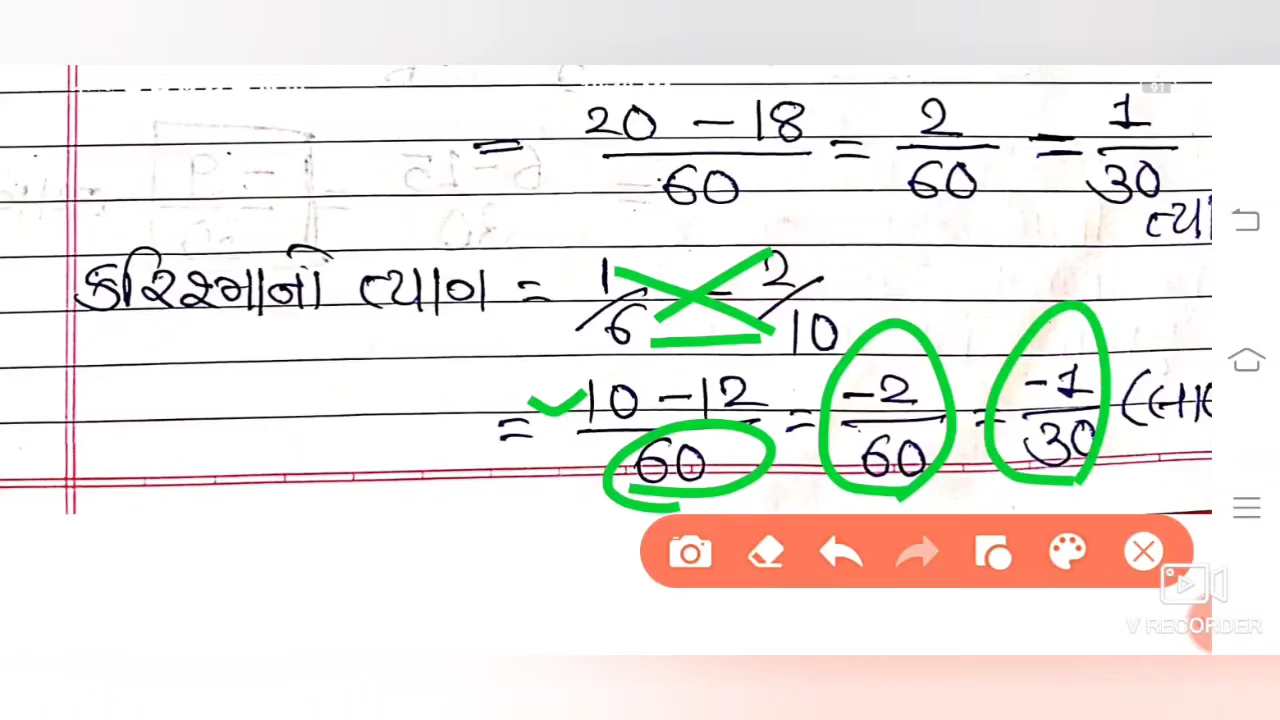 = 20 - 18 / 60 = 2 / 60 = 1 / 30
કરિશ્માનો ત્યાગ = 1/6 - 2/10
= 10 - 12 / 60 = -2 / 60 = -1 / 30
V RECORDER